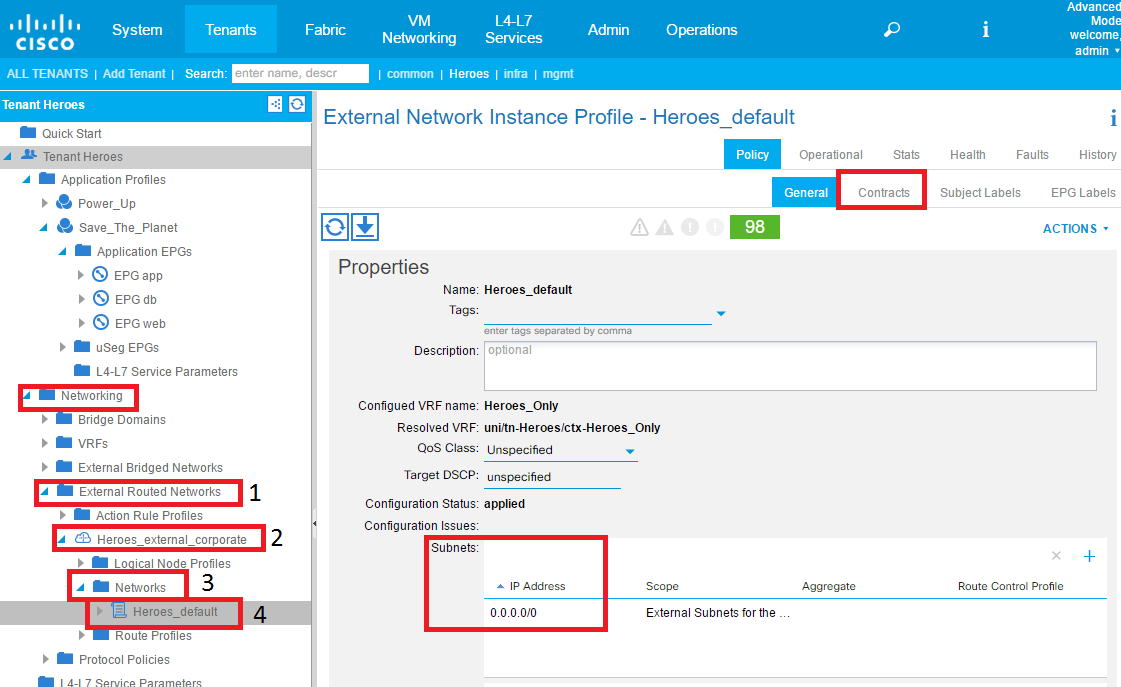 CISCO
System
Tenants
Fabric
VM Networking
L4-L7 Services
Admin
Operations
i
Advanced Mode
welcome,
admin
ALL TENANTS | Add Tenant | Search: enter name, descr | common | Heroes | infra | mgmt
Tenant Heroes
Quick Start
Tenant Heroes
Application Profiles
Power_Up
Save_The_Planet
Application EPGs
EPG app
EPG db
EPG web
uSeg EPGs
L4-L7 Service Parameters
Networking
Bridge Domains
VRFs
External Bridged Networks
External Routed Networks 1
Action Rule Profiles
Heroes_external_corporate 2
Logical Node Profiles
Networks 3
Heroes_default 4
Route Profiles
Protocol Policies
L4-L7 Service Parameters
External Network Instance Profile - Heroes_default
i
Policy Operational Stats Health Faults History
General Contracts Subject Labels EPG Labels
98
ACTIONS
Properties
Name: Heroes_default
Tags:
enter tags separated by comma
Description: optional
Configued VRF name: Heroes_Only
Resolved VRF: uni/tn-Heroes/ctx-Heroes_Only
QoS Class: Unspecified
Target DSCP: unspecified
Configuration Status: applied
Configuration Issues:
Subnets:
IP Address Scope Aggregate Route Control Profile
0.0.0.0/0 External Subnets for the ...